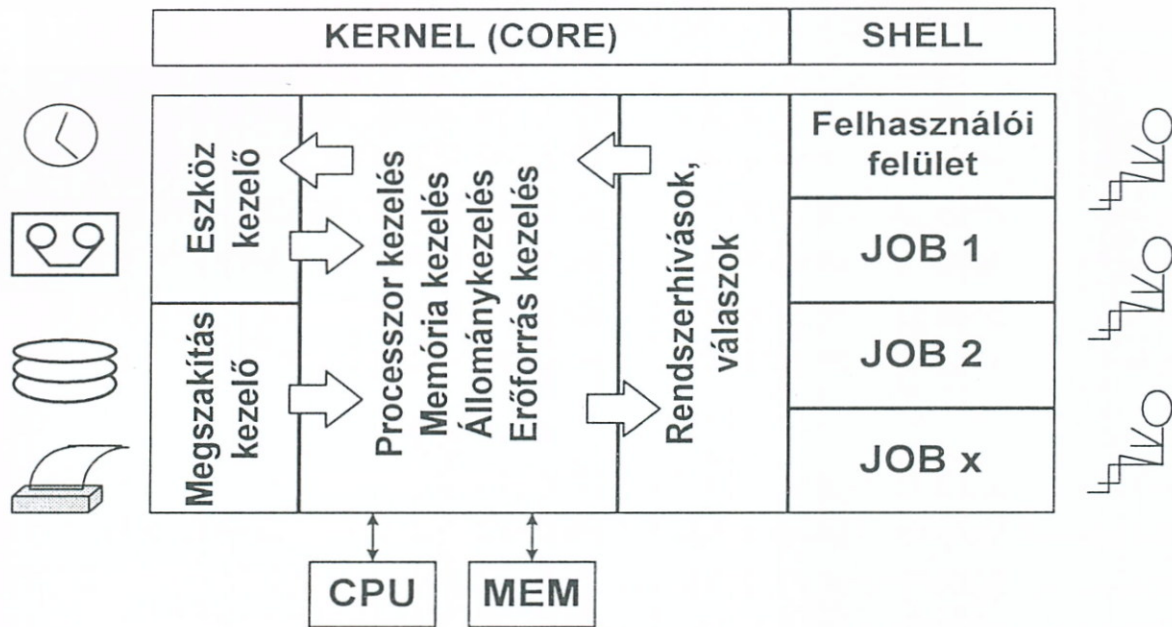 KERNEL (CORE)
SHELL
Eszköz
kezelő
Megszakítás
kezelő
Processzor kezelés
Memória kezelés
Állománykezelés
Erőforrás kezelés
Rendszerhívások,
válaszok
Felhasználói
felület
JOB 1
JOB 2
JOB x
CPU
MEM